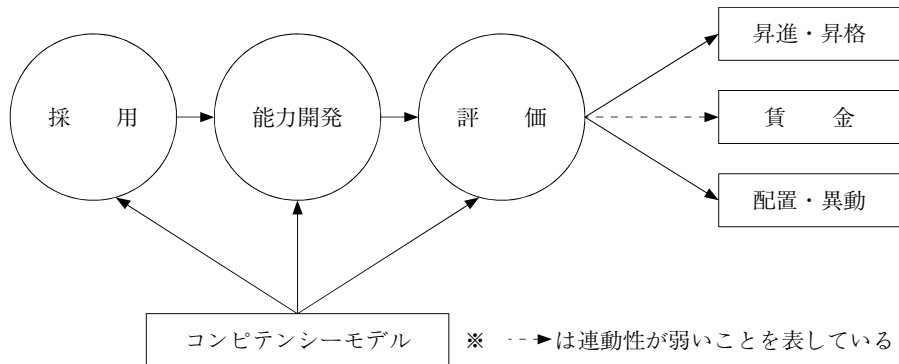 昇進・昇格
採　用
能力開発
評　価
賃　金
配置・異動
コンピテンシーモデル
※ は連動性が弱いことを表している